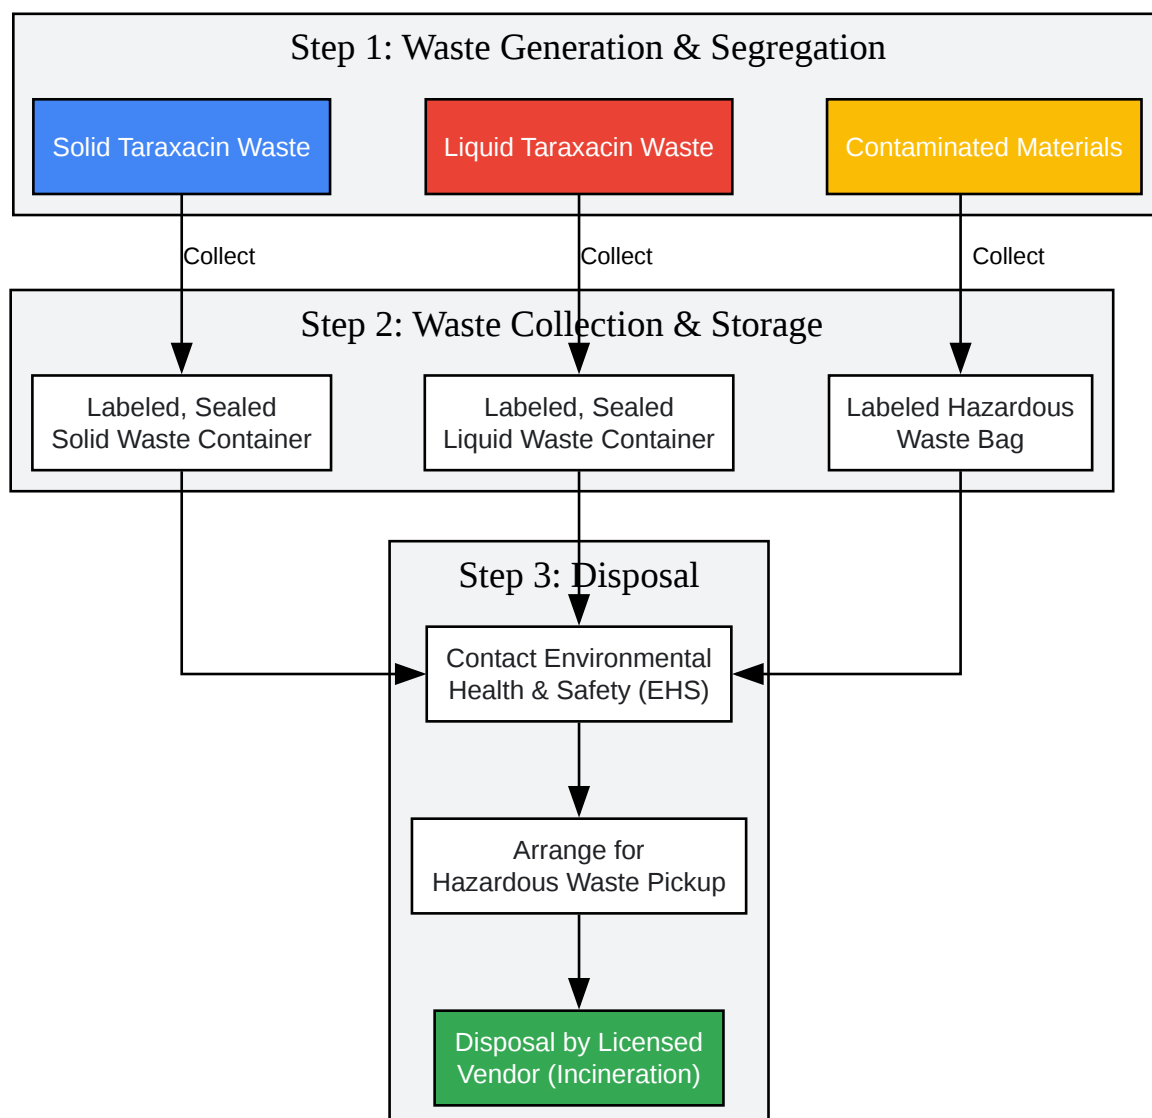 Step 1: Waste Generation & Segregation
Solid Taraxacin Waste
Liquid Taraxacin Waste
Contaminated Materials
Collect
Collect
Collect
Step 2: Waste Collection & Storage
Labeled, Sealed
Solid Waste Container
Labeled, Sealed
Liquid Waste Container
Labeled Hazardous
Waste Bag
Step 3: Disposal
Contact Environmental
Health & Safety (EHS)
Arrange for
Hazardous Waste Pickup
Disposal by Licensed
Vendor (Incineration)